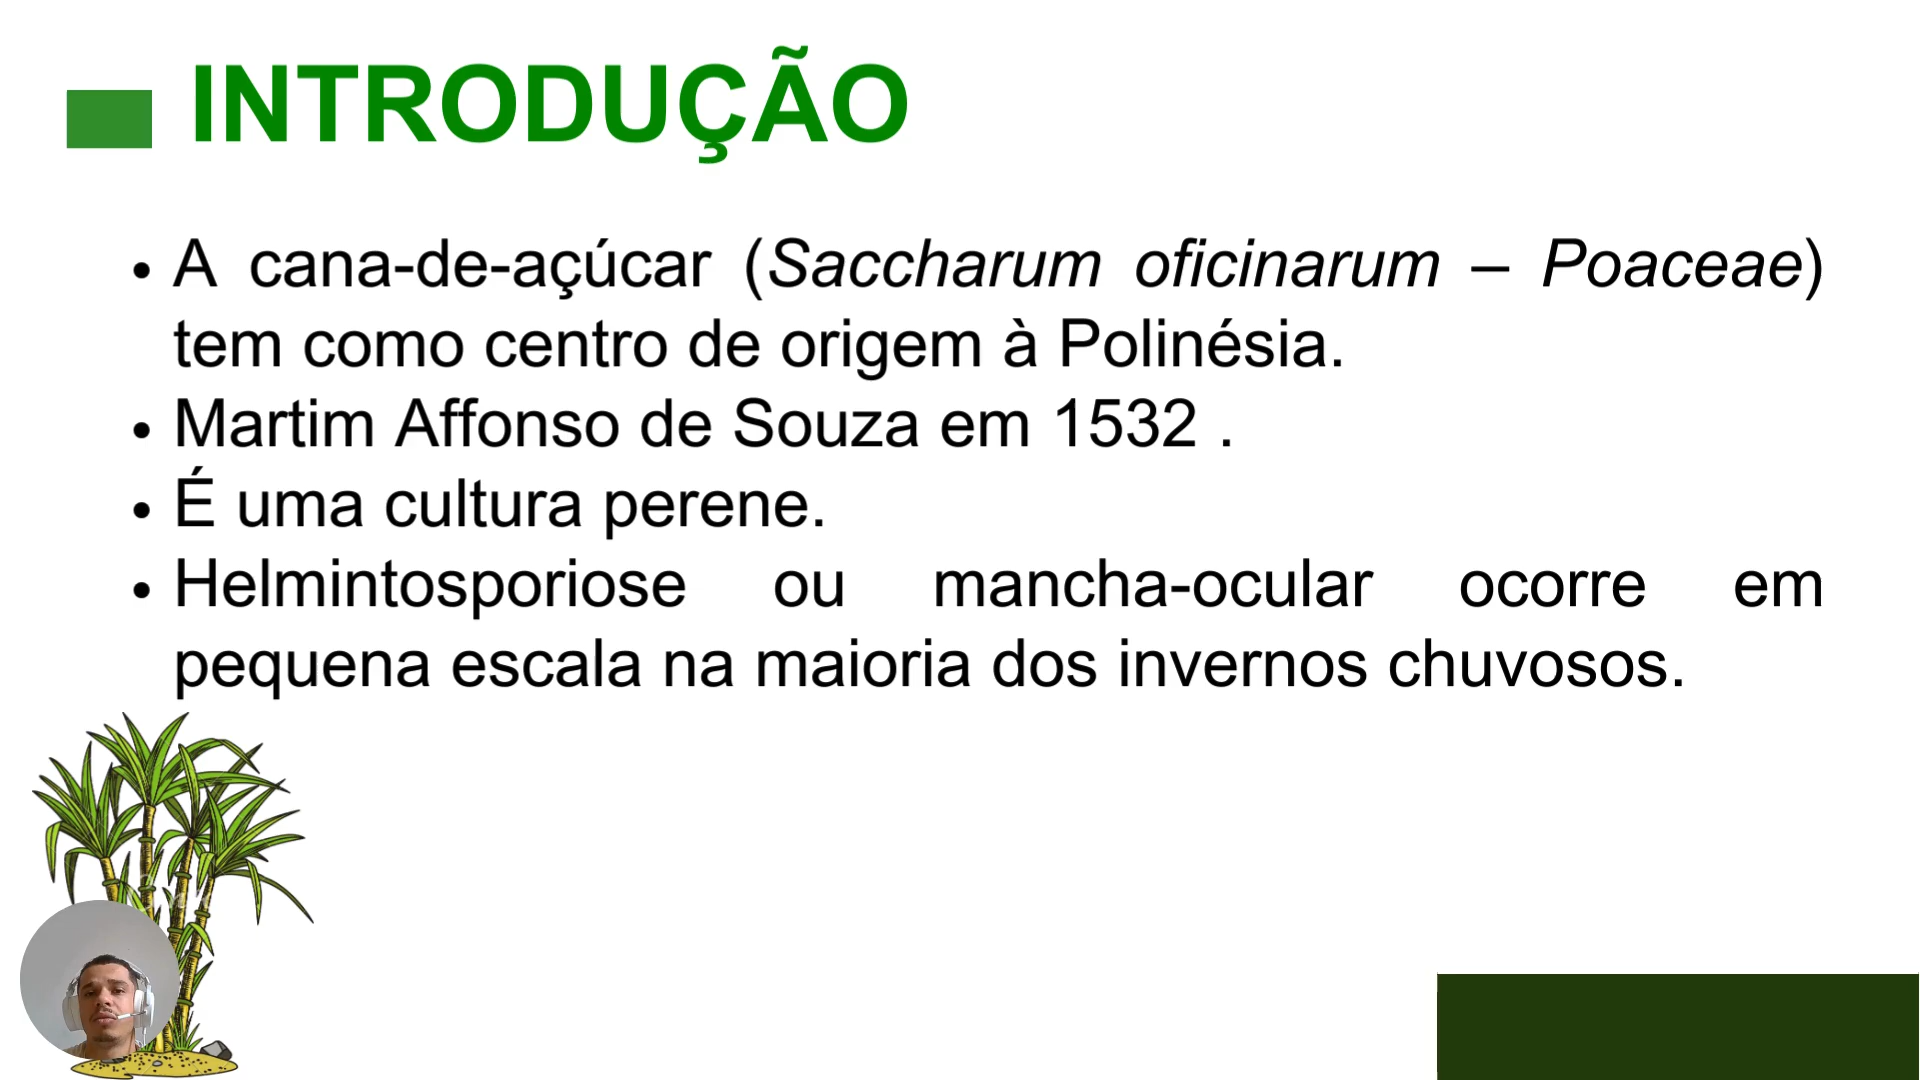 INTRODUÇÃO
• A cana-de-açúcar (Saccharum oficinarum – Poaceae)
tem como centro de origem à Polinésia.
• Martim Affonso de Souza em 1532 .
• É uma cultura perene.
• Helmintosporiose ou mancha-ocular ocorre em
pequena escala na maioria dos invernos chuvosos.